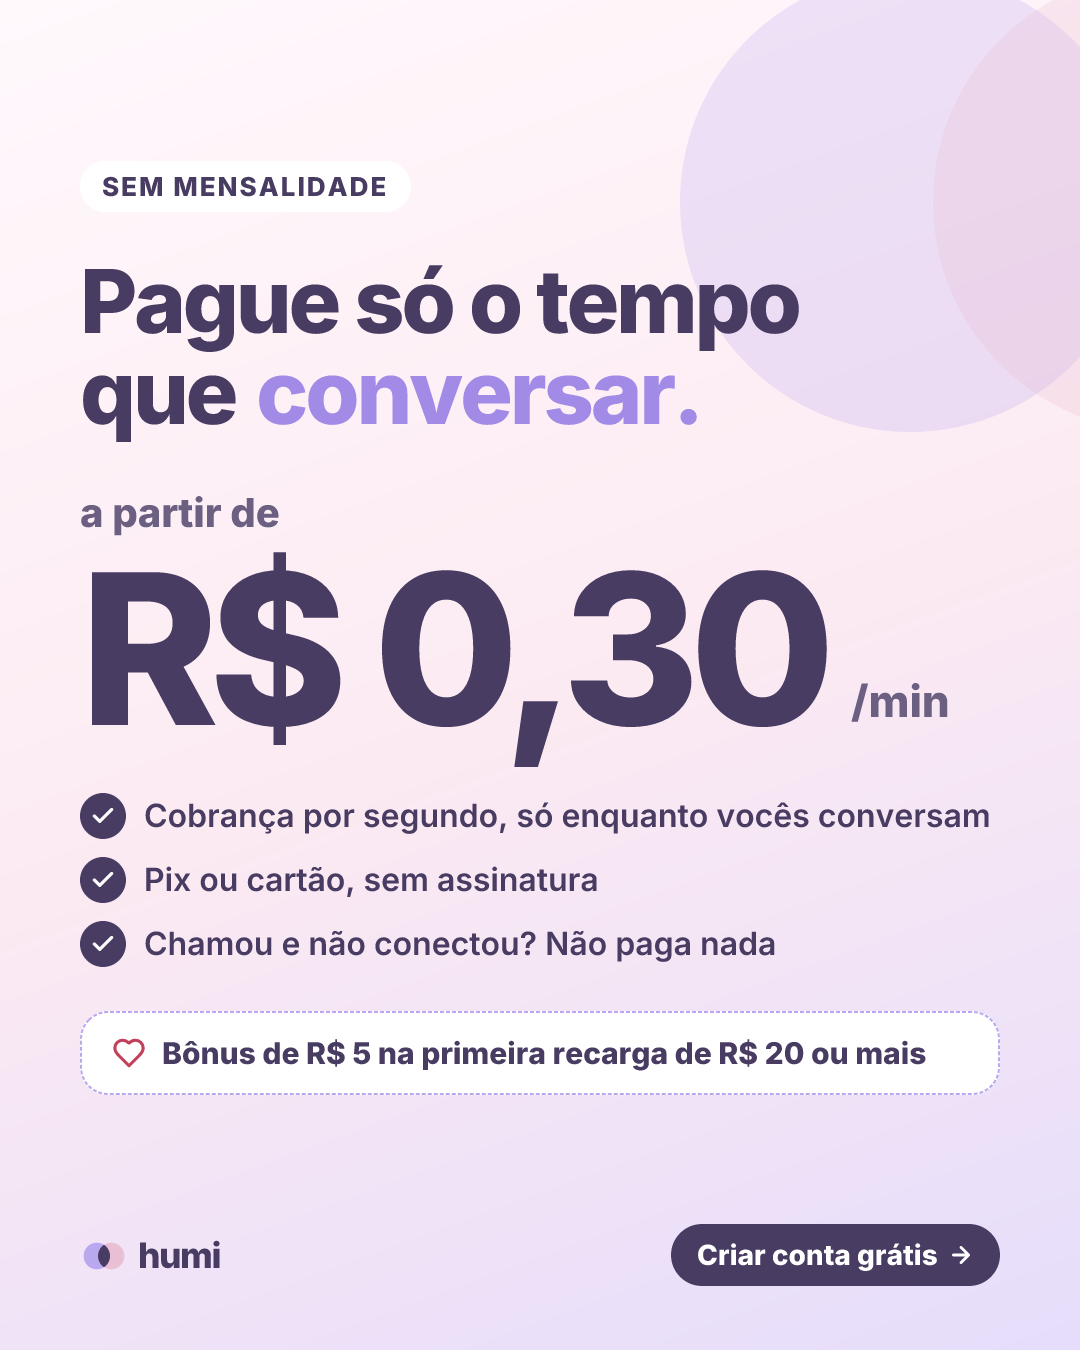 SEM MENSALIDADE
Pague só o tempo
que conversar.
a partir de
R$ 0,30 /min
Cobrança por segundo, só enquanto vocês conversam
Pix ou cartão, sem assinatura
Chamou e não conectou? Não paga nada
Bônus de R$ 5 na primeira recarga de R$ 20 ou mais
humi
Criar conta grátis →